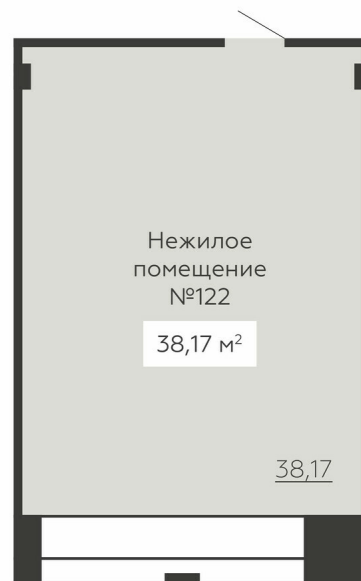 Нежилое
помещение
№122
38,17 м²
38,17